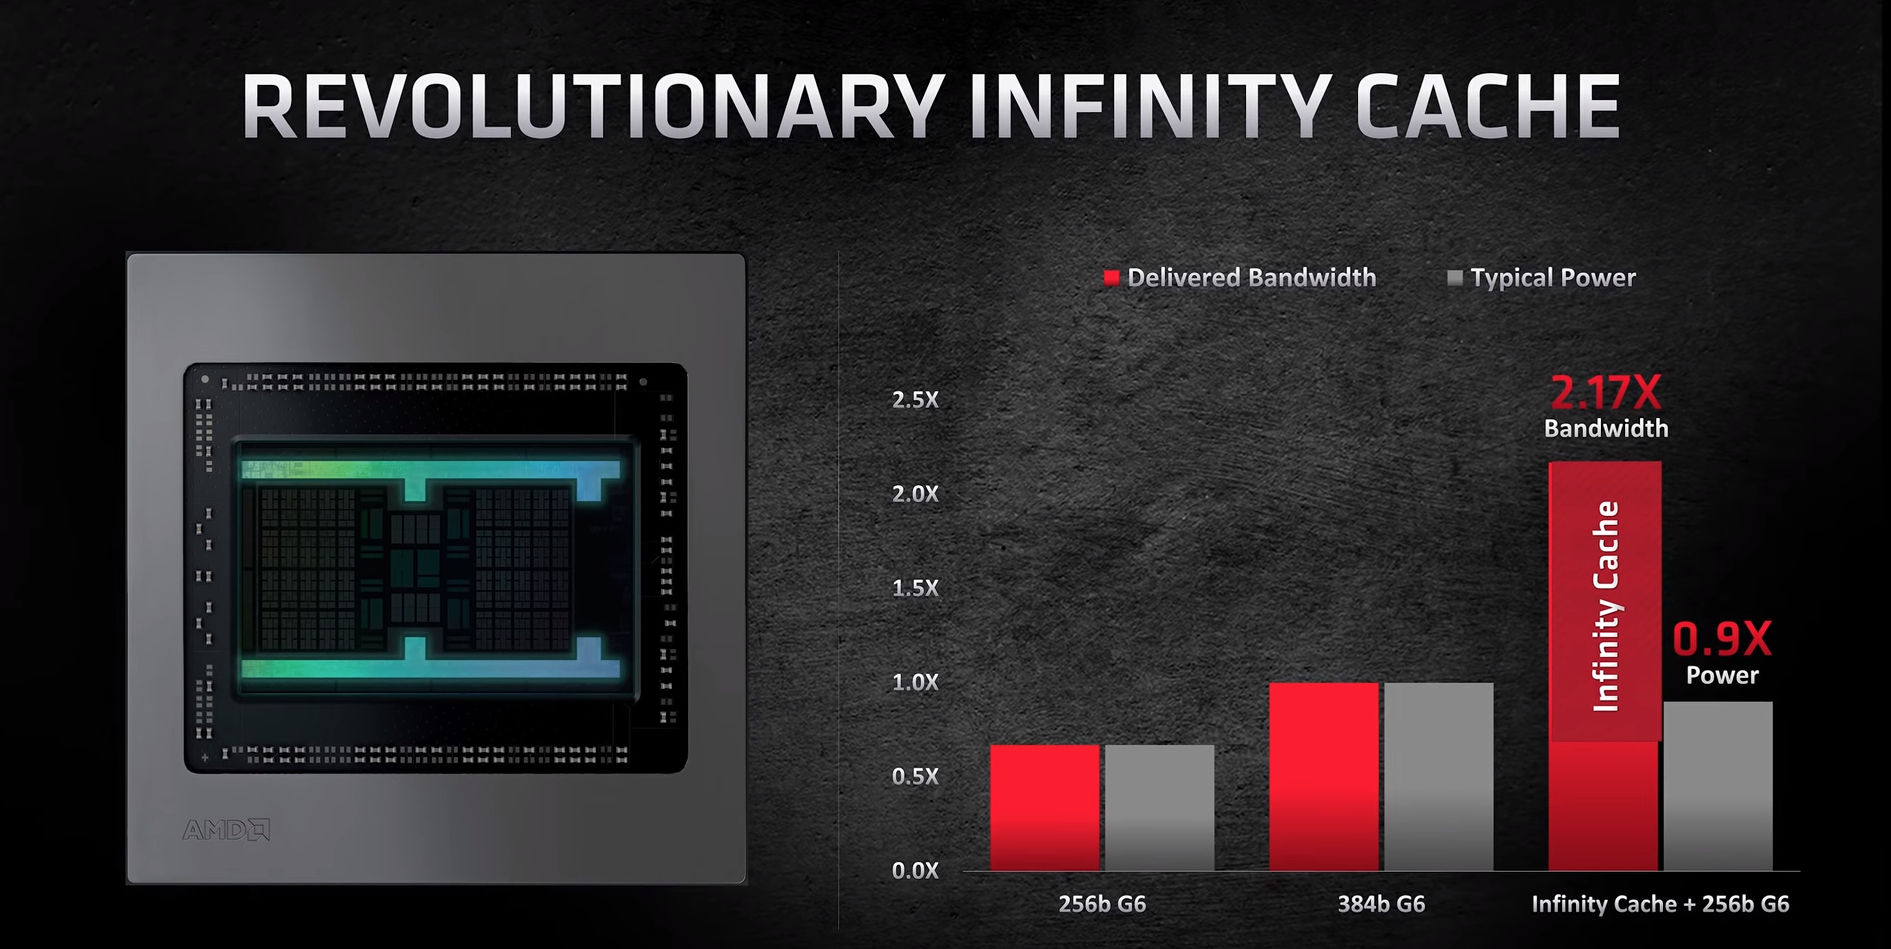 REVOLUTIONARY INFINITY CACHE
AMD
Delivered Bandwidth
Typical Power
2.5X
2.0X
1.5X
1.0X
0.5X
0.0X
2.17X
Bandwidth
Infinity Cache
0.9X
Power
256b G6
384b G6
Infinity Cache + 256b G6